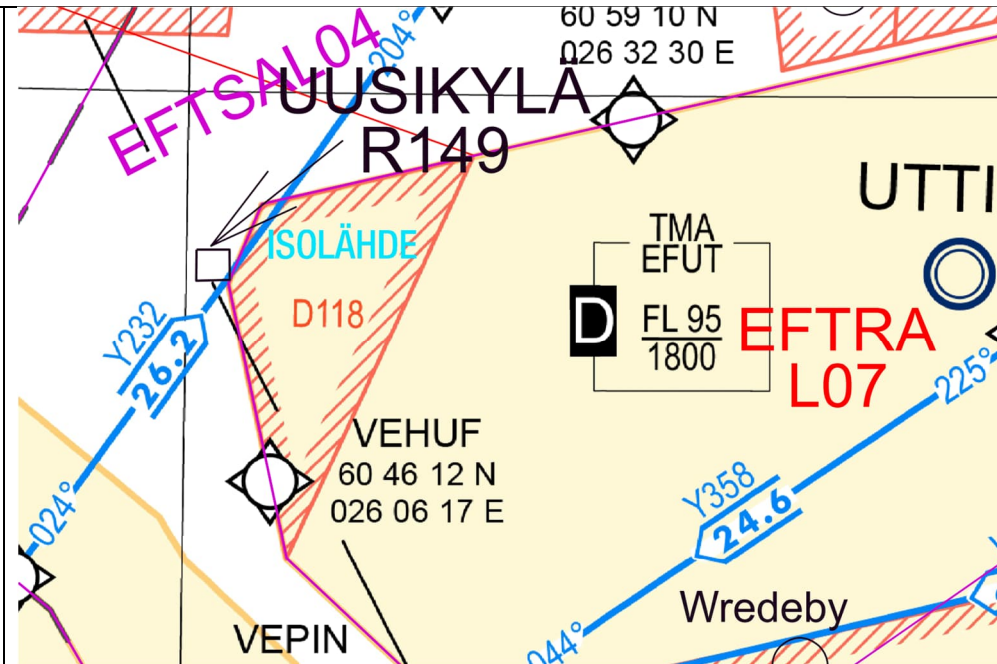 60 59 10 N
026 32 30 E
204°
EFTSAL04
UUSIKYLÄ
R149
UTTI
ISOLÄHDE
D118
TMA
EFUT
D
FL 95
1800
EFTRA
L07
Y232
26.2
024°
225°
VEHUF
60 46 12 N
026 06 17 E
Y358
24.6
044°
Wredeby
VEPIN